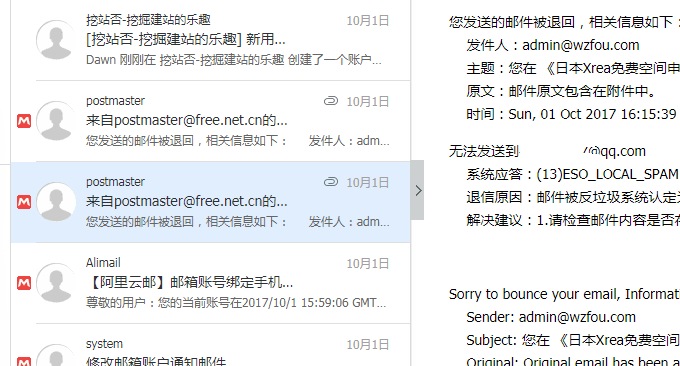 挖站否-挖掘建站的乐趣 10月1日
[挖站否-挖掘建站的乐趣] 新用...
Dawn 刚刚在 挖站否-挖掘建站的乐趣 创建了一个账户...
postmaster 10月1日
来自postmaster@free.net.cn的...
您发送的邮件被退回，相关信息如下： 发件人：adm...
postmaster 10月1日
来自postmaster@free.net.cn的...
您发送的邮件被退回，相关信息如下： 发件人：adm...
Alimail 10月1日
【阿里云邮】邮箱账号绑定手机...
尊敬的用户：您的当前账号在2017/10/1 15:59:06 GMT...
system 10月1日
修改邮箱账户通知邮件
您发送的邮件被退回，相关信息如下：
发件人：admin@wzfou.com
主题：您在 《日本Xrea免费空间申
原文：邮件原文包含在附件中。
时间：Sun, 01 Oct 2017 16:15:39
无法发送到 @qq.com
系统应答：(13)ESO_LOCAL_SPAM
退信原因：邮件被反垃圾系统认定
解决建议：1.请检查邮件内容是否
Sorry to bounce your email, Informati
Sender: admin@wzfou.com
Subject: 您在 《日本Xrea免费空间
Original: Original email has been a